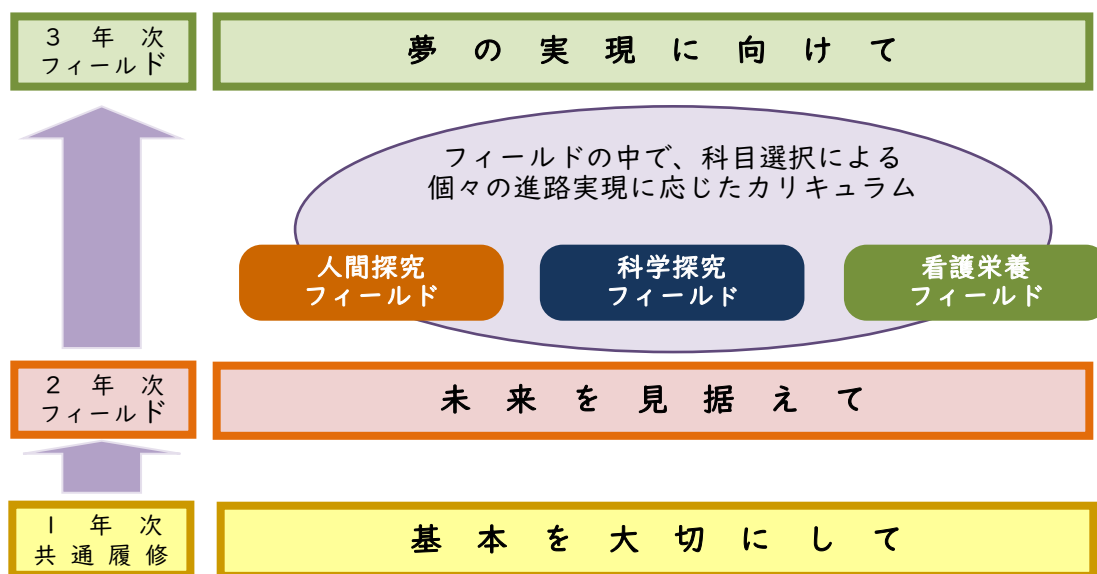 3 年 次
フィールド
夢 の 実 現 に 向 け て
フィールドの中で、科目選択による
個々の進路実現に応じたカリキュラム
人間探究
フィールド
科学探究
フィールド
看護栄養
フィールド
2 年 次
フィールド
未 来 を 見 据 え て
1 年 次
共 通 履 修
基 本 を 大 切 に し て